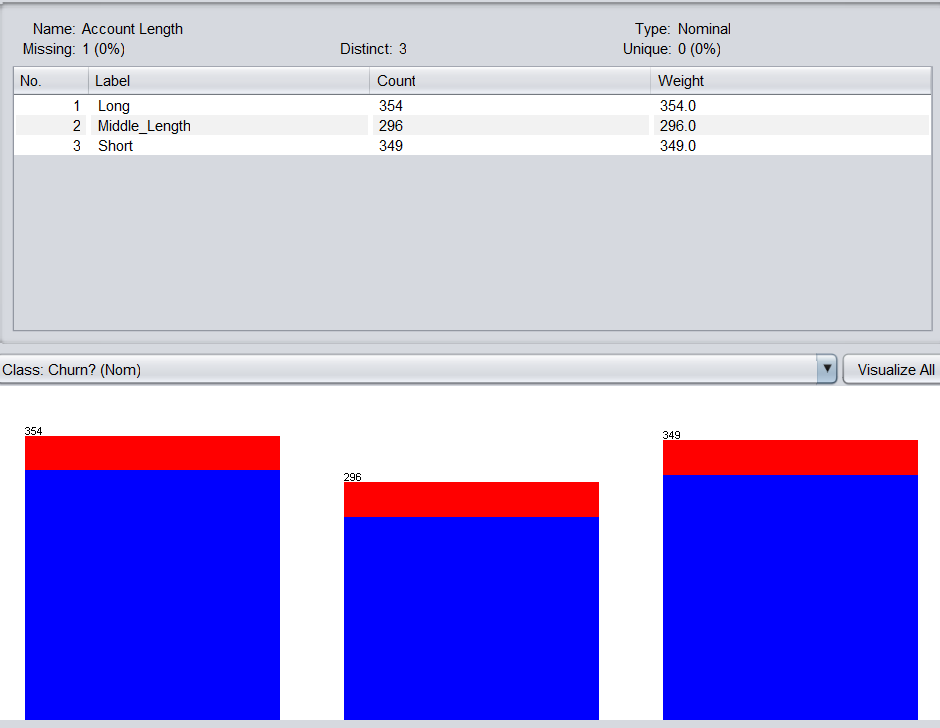 Name: Account Length Type: Nominal
Missing: 1 (0%) Distinct: 3 Unique: 0 (0%)
No. Label Count Weight
1 Long 354 354.0
2 Middle_Length 296 296.0
3 Short 349 349.0
Class: Churn? (Nom) Visualize All
354
296
349